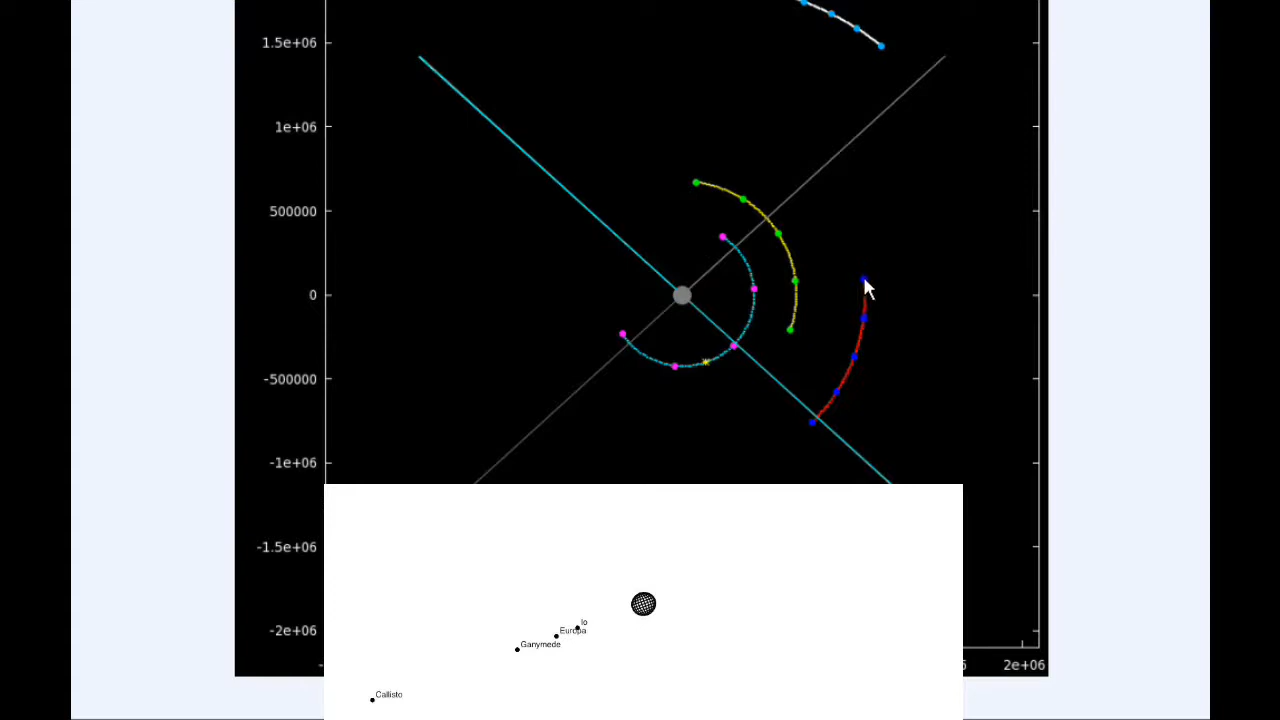 1.5e+06
1e+06
500000
0
-500000
-1e+06
-1.5e+06
-2e+06
2e+06
Io
Europa
Ganymede
Callisto